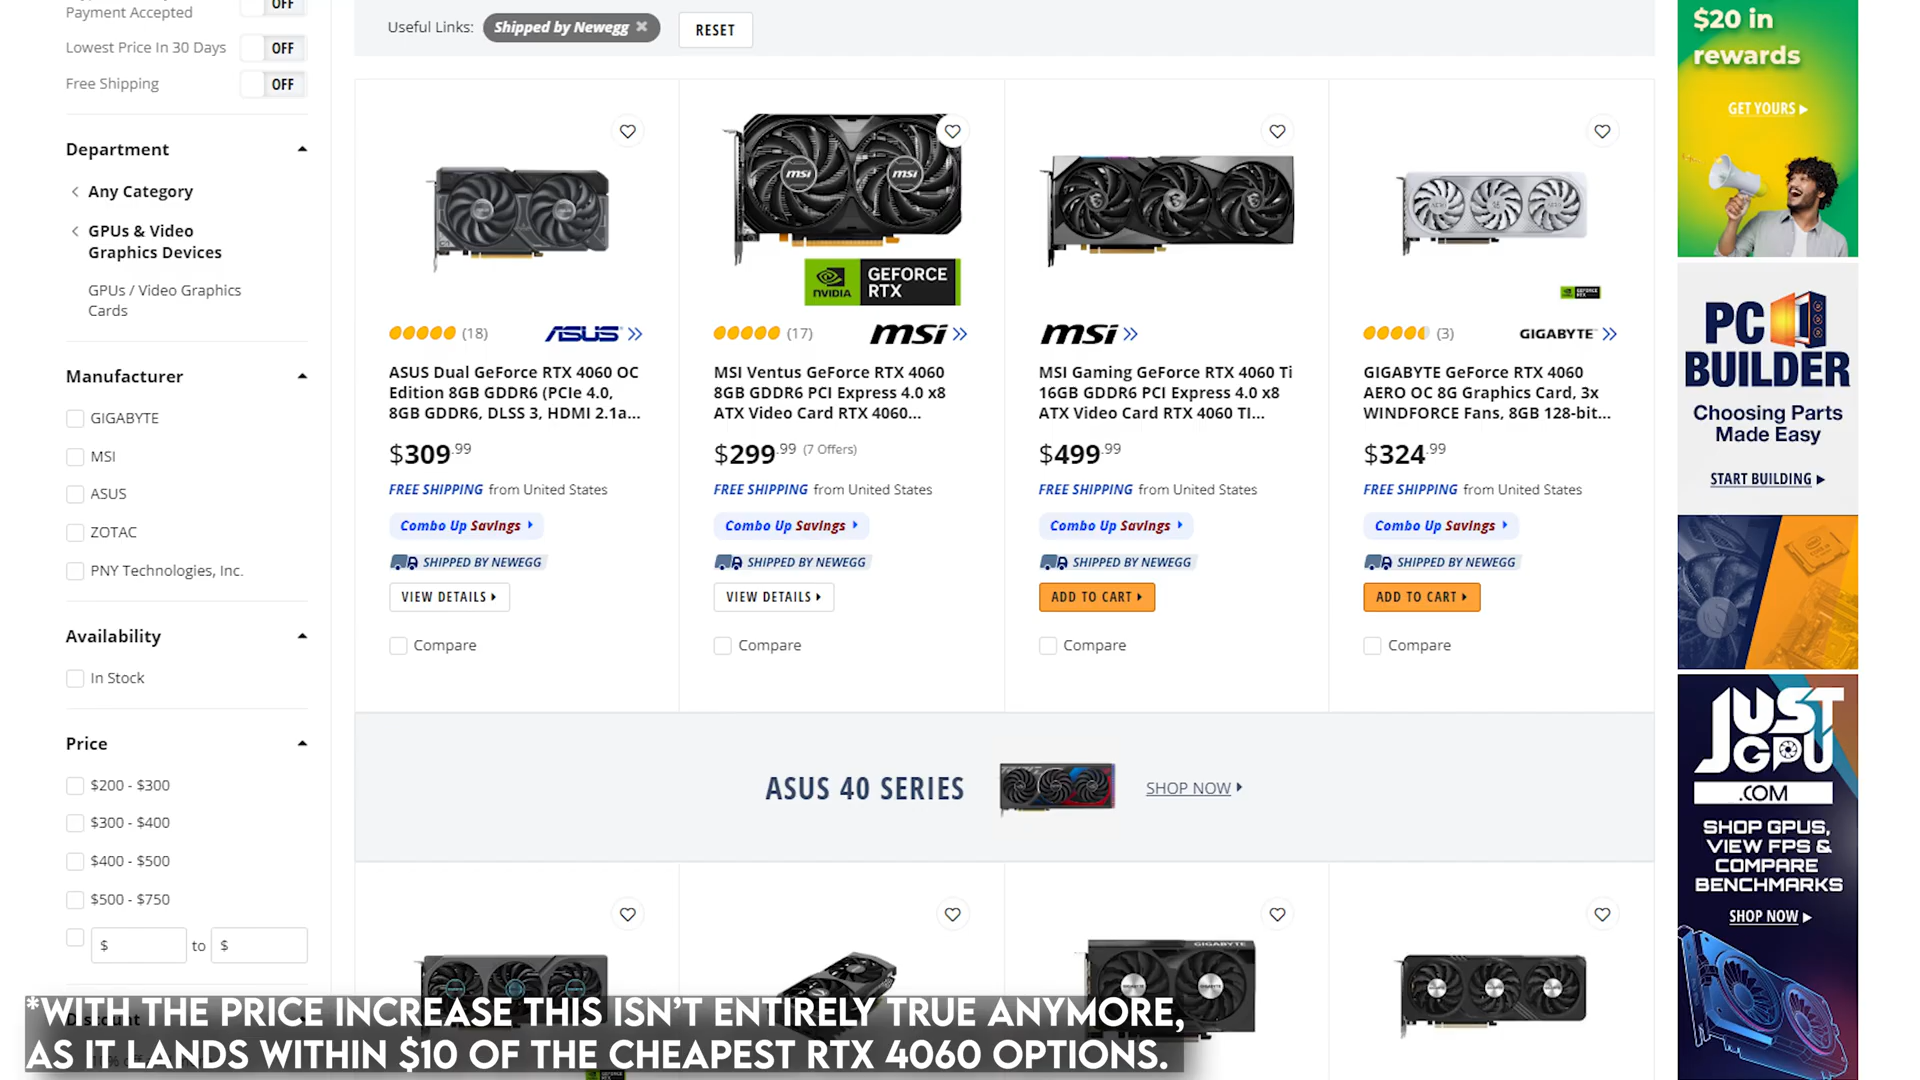 Payment Accepted
OFF
Lowest Price In 30 Days
OFF
Free Shipping
OFF
Department
Any Category
GPUs & Video
Graphics Devices
GPUs / Video Graphics
Cards
Manufacturer
GIGABYTE
MSI
ASUS
ZOTAC
PNY Technologies, Inc.
Availability
In Stock
Price
$200 - $300
$300 - $400
$400 - $500
$500 - $750
$ to $
Useful Links: Shipped by Newegg RESET
msi msi
NVIDIA
GEFORCE
RTX
(18)
ASUS
ASUS Dual GeForce RTX 4060 OC
Edition 8GB GDDR6 (PCIe 4.0,
8GB GDDR6, DLSS 3, HDMI 2.1a...
$309.99
FREE SHIPPING from United States
Combo Up Savings
SHIPPED BY NEWEGG
VIEW DETAILS
Compare
(17)
msi
MSI Ventus GeForce RTX 4060
8GB GDDR6 PCI Express 4.0 x8
ATX Video Card RTX 4060...
$299.99 (7 Offers)
FREE SHIPPING from United States
Combo Up Savings
SHIPPED BY NEWEGG
VIEW DETAILS
Compare
msi
MSI Gaming GeForce RTX 4060 Ti
16GB GDDR6 PCI Express 4.0 x8
ATX Video Card RTX 4060 TI...
$499.99
FREE SHIPPING from United States
Combo Up Savings
SHIPPED BY NEWEGG
ADD TO CART
Compare
(3)
GIGABYTE
GIGABYTE GeForce RTX 4060
AERO OC 8G Graphics Card, 3x
WINDFORCE Fans, 8GB 128-bit...
$324.99
FREE SHIPPING from United States
Combo Up Savings
SHIPPED BY NEWEGG
ADD TO CART
Compare
ASUS 40 SERIES
SHOP NOW
GIGABYTE
$20 in
rewards
GET YOURS
PC
BUILDER
Choosing Parts
Made Easy
START BUILDING
JUST
GPU
.COM
SHOP GPUS,
VIEW FPS &
COMPARE
BENCHMARKS
SHOP NOW
Discount
*WITH THE PRICE INCREASE THIS ISN'T ENTIRELY TRUE ANYMORE,
AS IT LANDS WITHIN $10 OF THE CHEAPEST RTX 4060 OPTIONS.